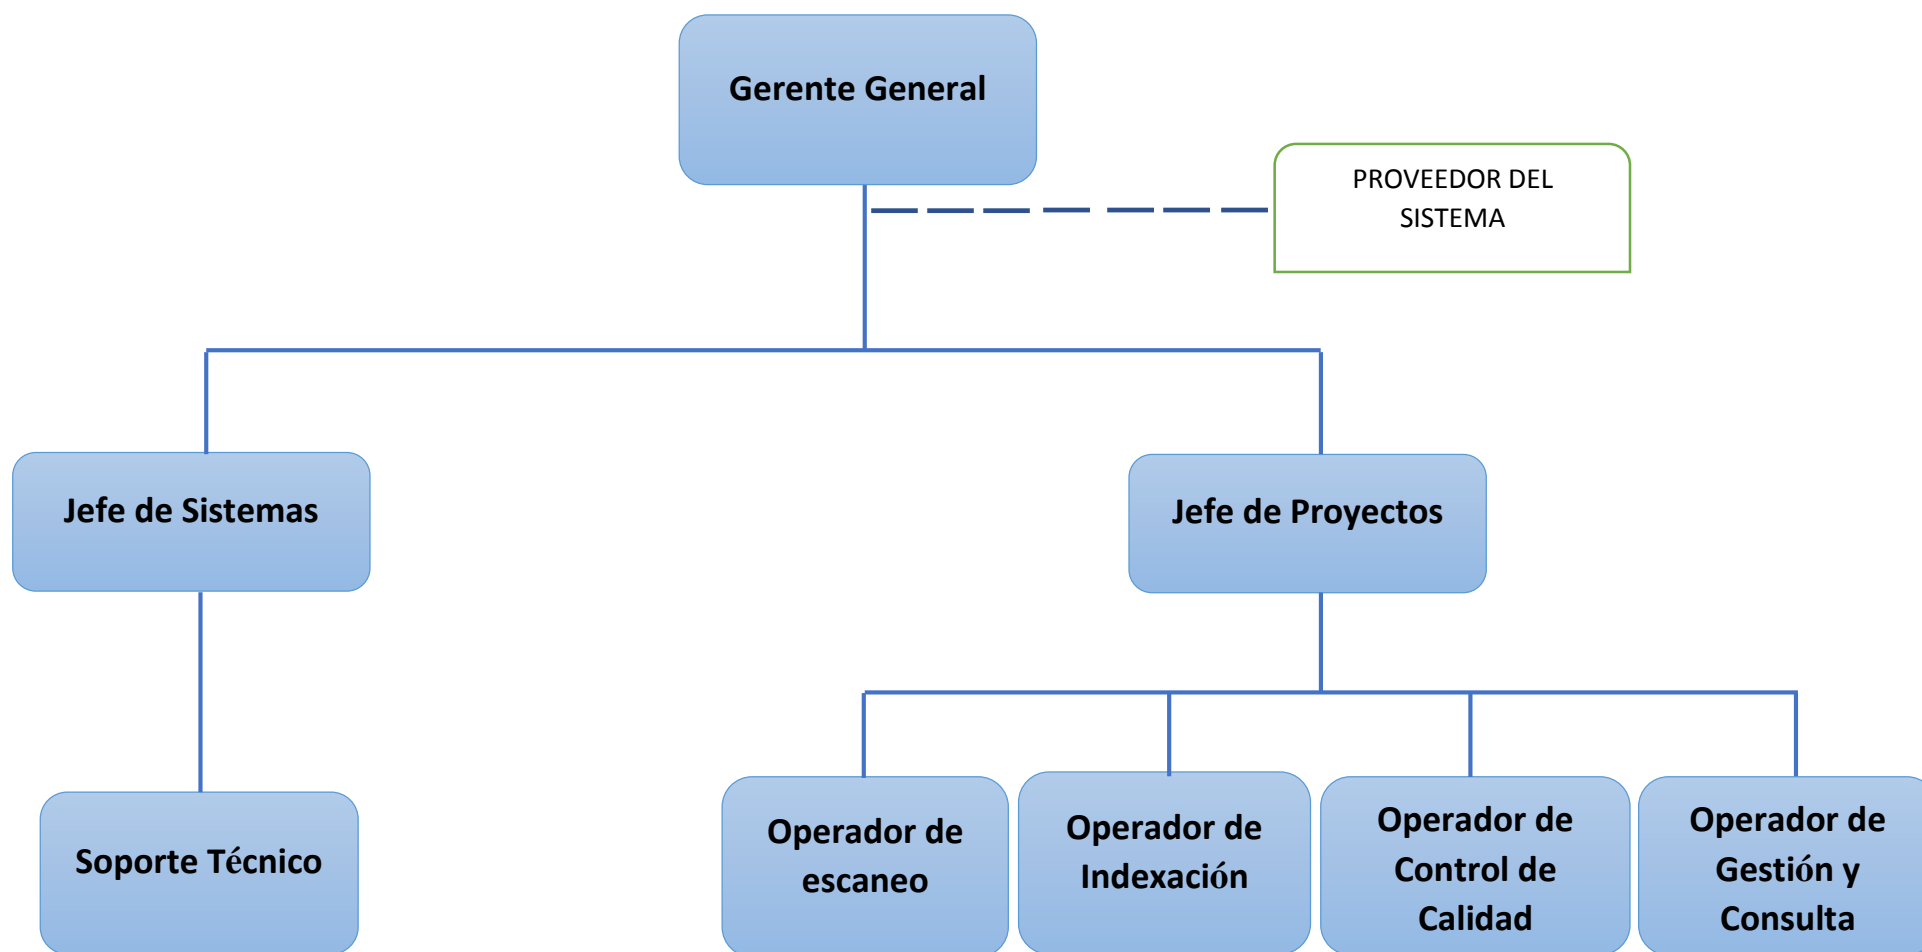 Gerente General
PROVEEDOR DEL
SISTEMA
Jefe de Sistemas
Jefe de Proyectos
Soporte Técnico
Operador de
escaneo
Operador de
Indexación
Operador de
Control de
Calidad
Operador de
Gestión y
Consulta